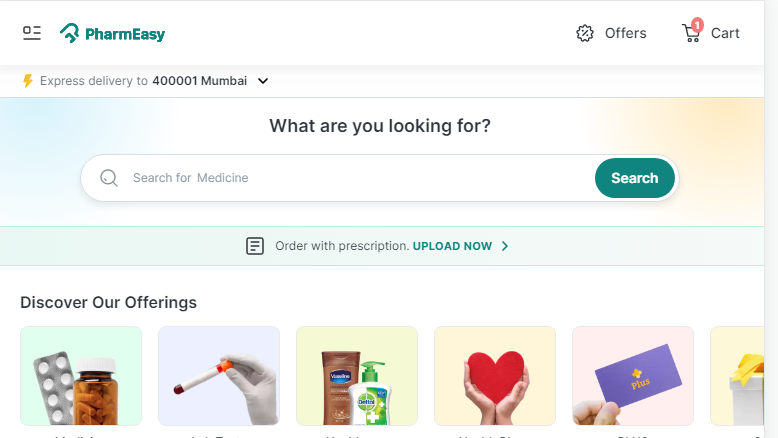 PharmEasy
Offers
1
Cart
Express delivery to 400001 Mumbai
What are you looking for?
Search for Medicine
Search
Order with prescription. UPLOAD NOW
Discover Our Offerings
Vaseline
Dettol
Plus